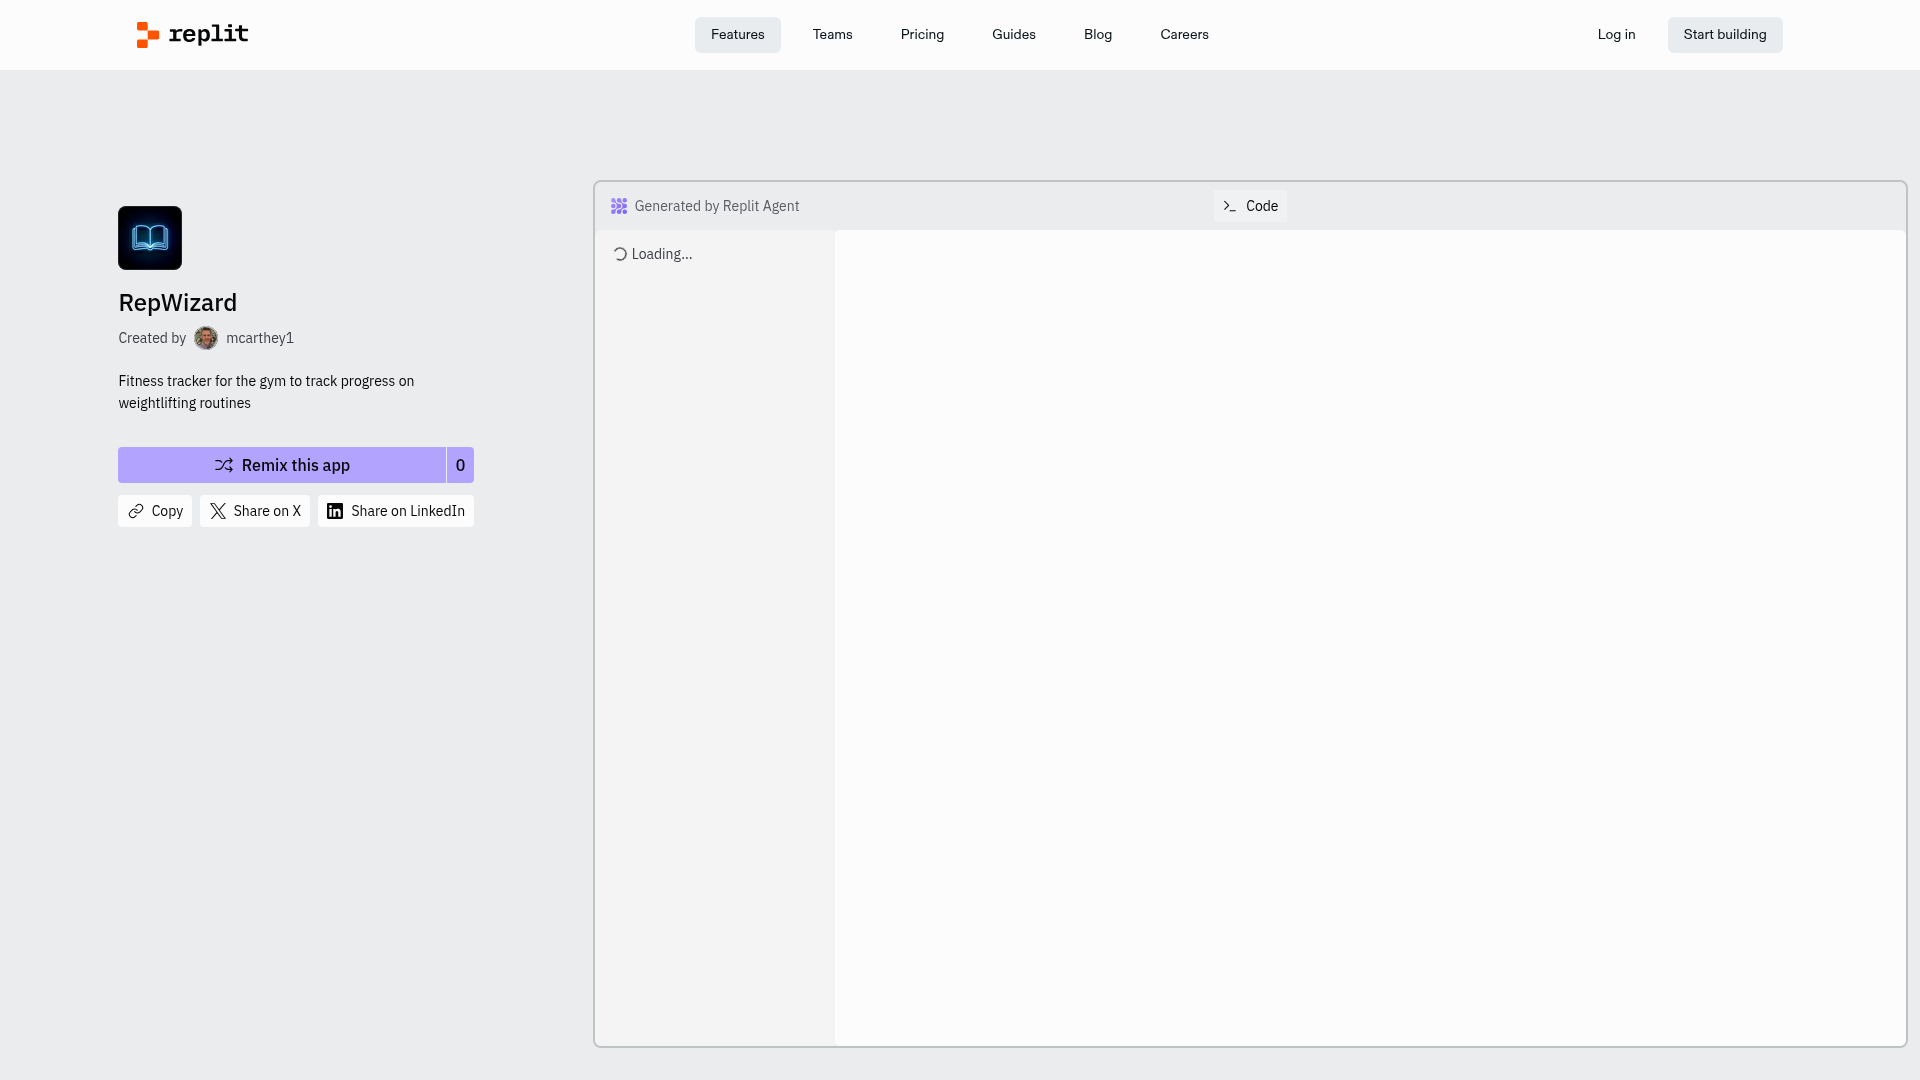 replit
Features
Teams
Pricing
Guides
Blog
Careers
Log in
Start building
RepWizard
Created by mcarthey1
Fitness tracker for the gym to track progress on
weightlifting routines
Remix this app 0
Copy
Share on X
Share on LinkedIn
Generated by Replit Agent
Code
Loading...